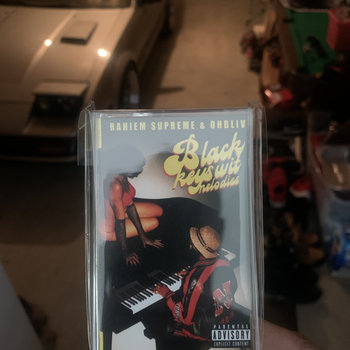 RAHIEM SUPREME & OHBLIV
Black
keys wit
melodies
PARENTAL
ADVISORY
EXPLICIT CONTENT